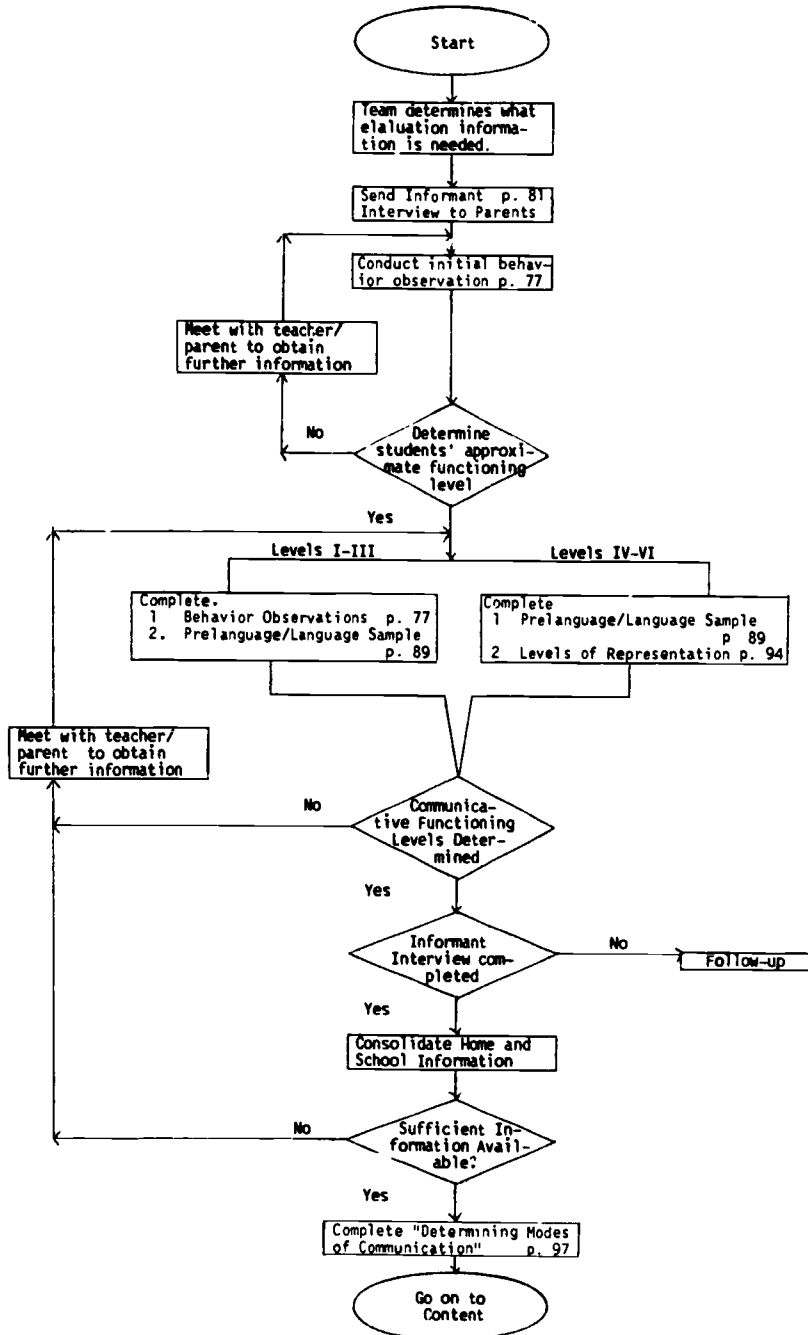 Start
Team determines what
elaluation informa-
tion is needed.
Send Informant p. 81
Interview to Parents
Conduct initial behav-
ior observation p. 77
Meet with teacher/
parent to obtain
further information
No
Determine
students' approxi-
mate functioning
level
Yes
Levels I-III
Levels IV-VI
Complete.
1 Behavior Observations p. 77
2. Prelanguage/Language Sample
p. 89
Complete
1 Prelanguage/Language Sample
p 89
2 Levels of Representation p. 94
Meet with teacher/
parent to obtain
further information
No
Communica-
tive Functioning
Levels Deter-
mined
Yes
Informant
Interview com-
pleted
No
Follow-up
Yes
Consolidate Home and
School Information
No
Sufficient In-
formation Avail-
able?
Yes
Complete "Determining Modes
of Communication" p. 97
Go on to
Content